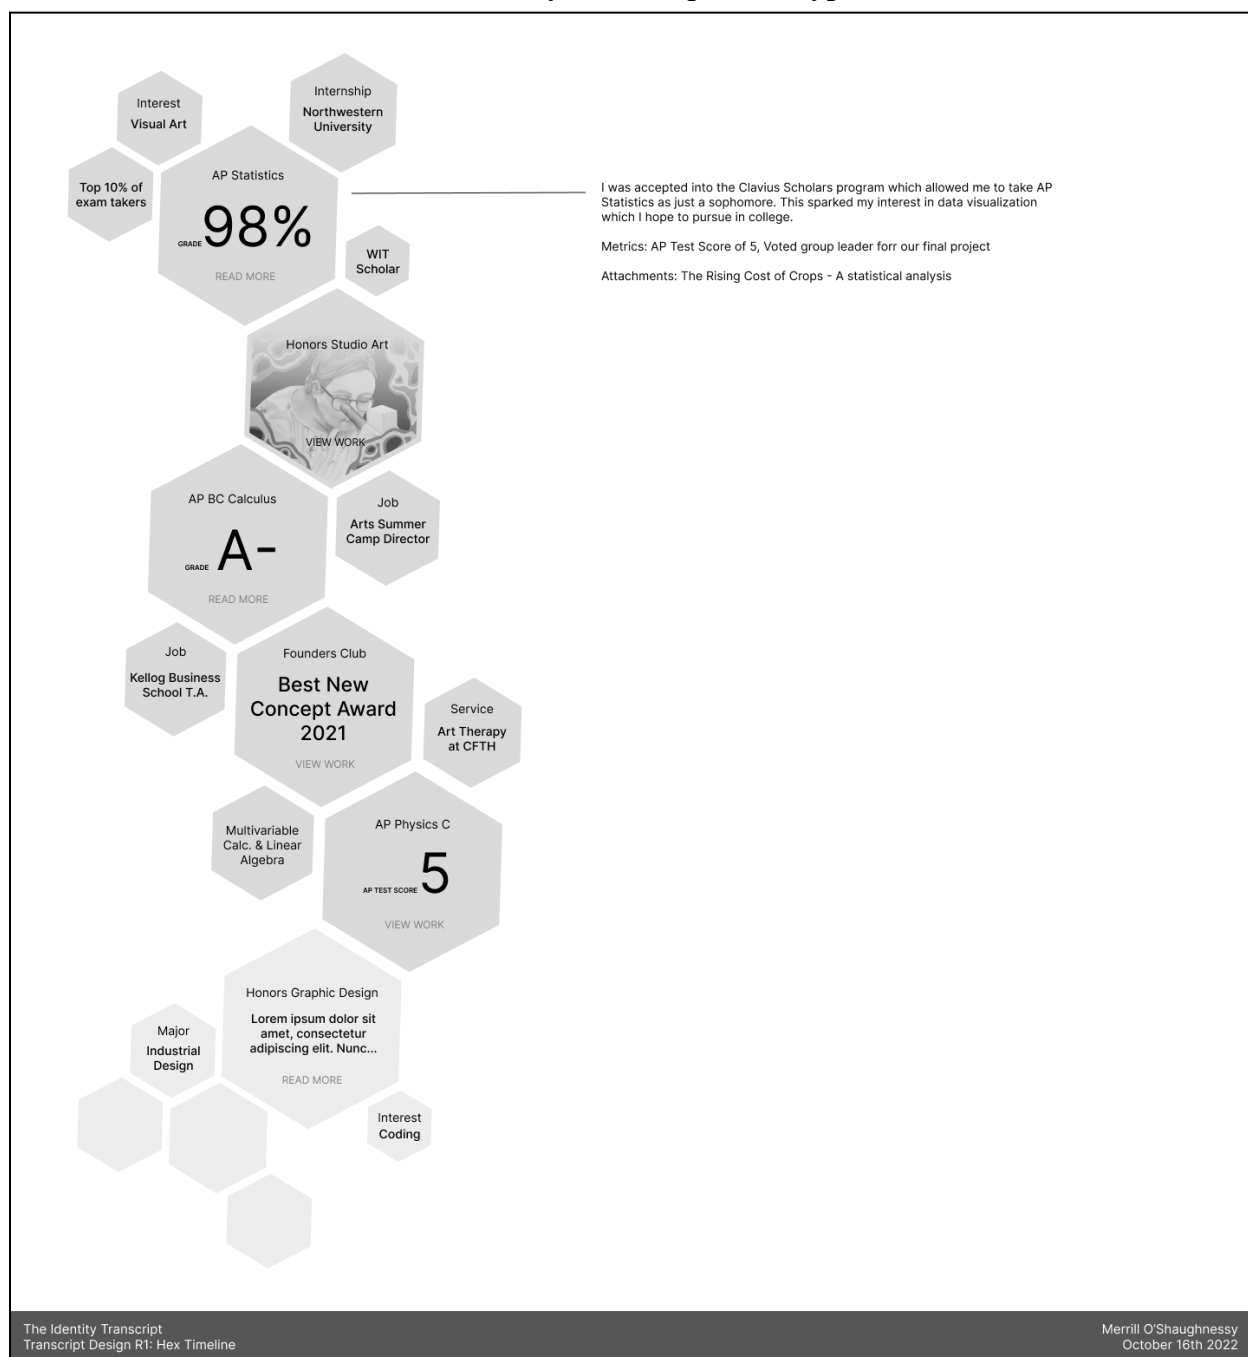 Interest
Visual Art
Internship
Northwestern
University
Top 10% of
exam takers
AP Statistics
GRADE 98%
READ MORE
I was accepted into the Clavius Scholars program which allowed me to take AP
Statistics as just a sophomore. This sparked my interest in data visualization
which I hope to pursue in college.
Metrics: AP Test Score of 5, Voted group leader forr our final project
Attachments: The Rising Cost of Crops - A statistical analysis
WIT
Scholar
Honors Studio Art
VIEW WORK
AP BC Calculus
GRADE A-
READ MORE
Job
Arts Summer
Camp Director
Job
Kellog Business
School T.A.
Founders Club
Best New
Concept Award
2021
VIEW WORK
Service
Art Therapy
at CFTH
Multivariable
Calc. & Linear
Algebra
AP Physics C
AP TEST SCORE 5
VIEW WORK
Honors Graphic Design
Lorem ipsum dolor sit
amet, consectetur
adipiscing elit. Nunc...
READ MORE
Major
Industrial
Design
Interest
Coding
The Identity Transcript
Transcript Design R1: Hex Timeline
Merrill O'Shaughnessy
October 16th 2022